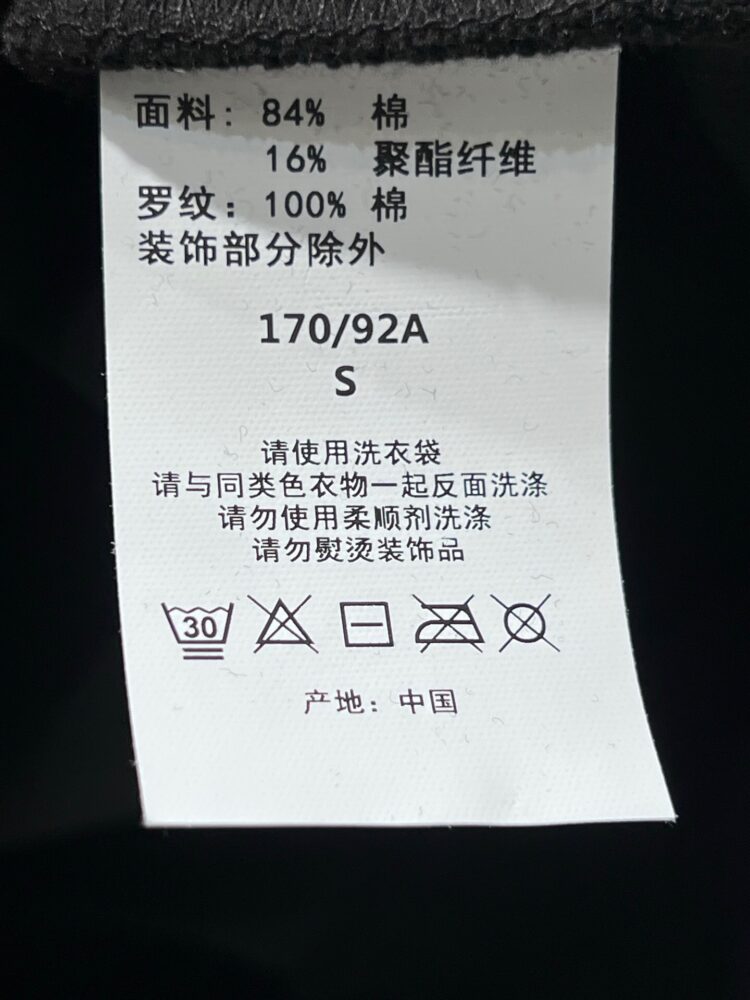 面料: 84% 棉
16% 聚酯纤维
罗纹: 100% 棉
装饰部分除外
170/92A
S
请使用洗衣袋
请与同类色衣物一起反面洗涤
请勿使用柔顺剂洗涤
请勿熨烫装饰品
30
产地: 中国